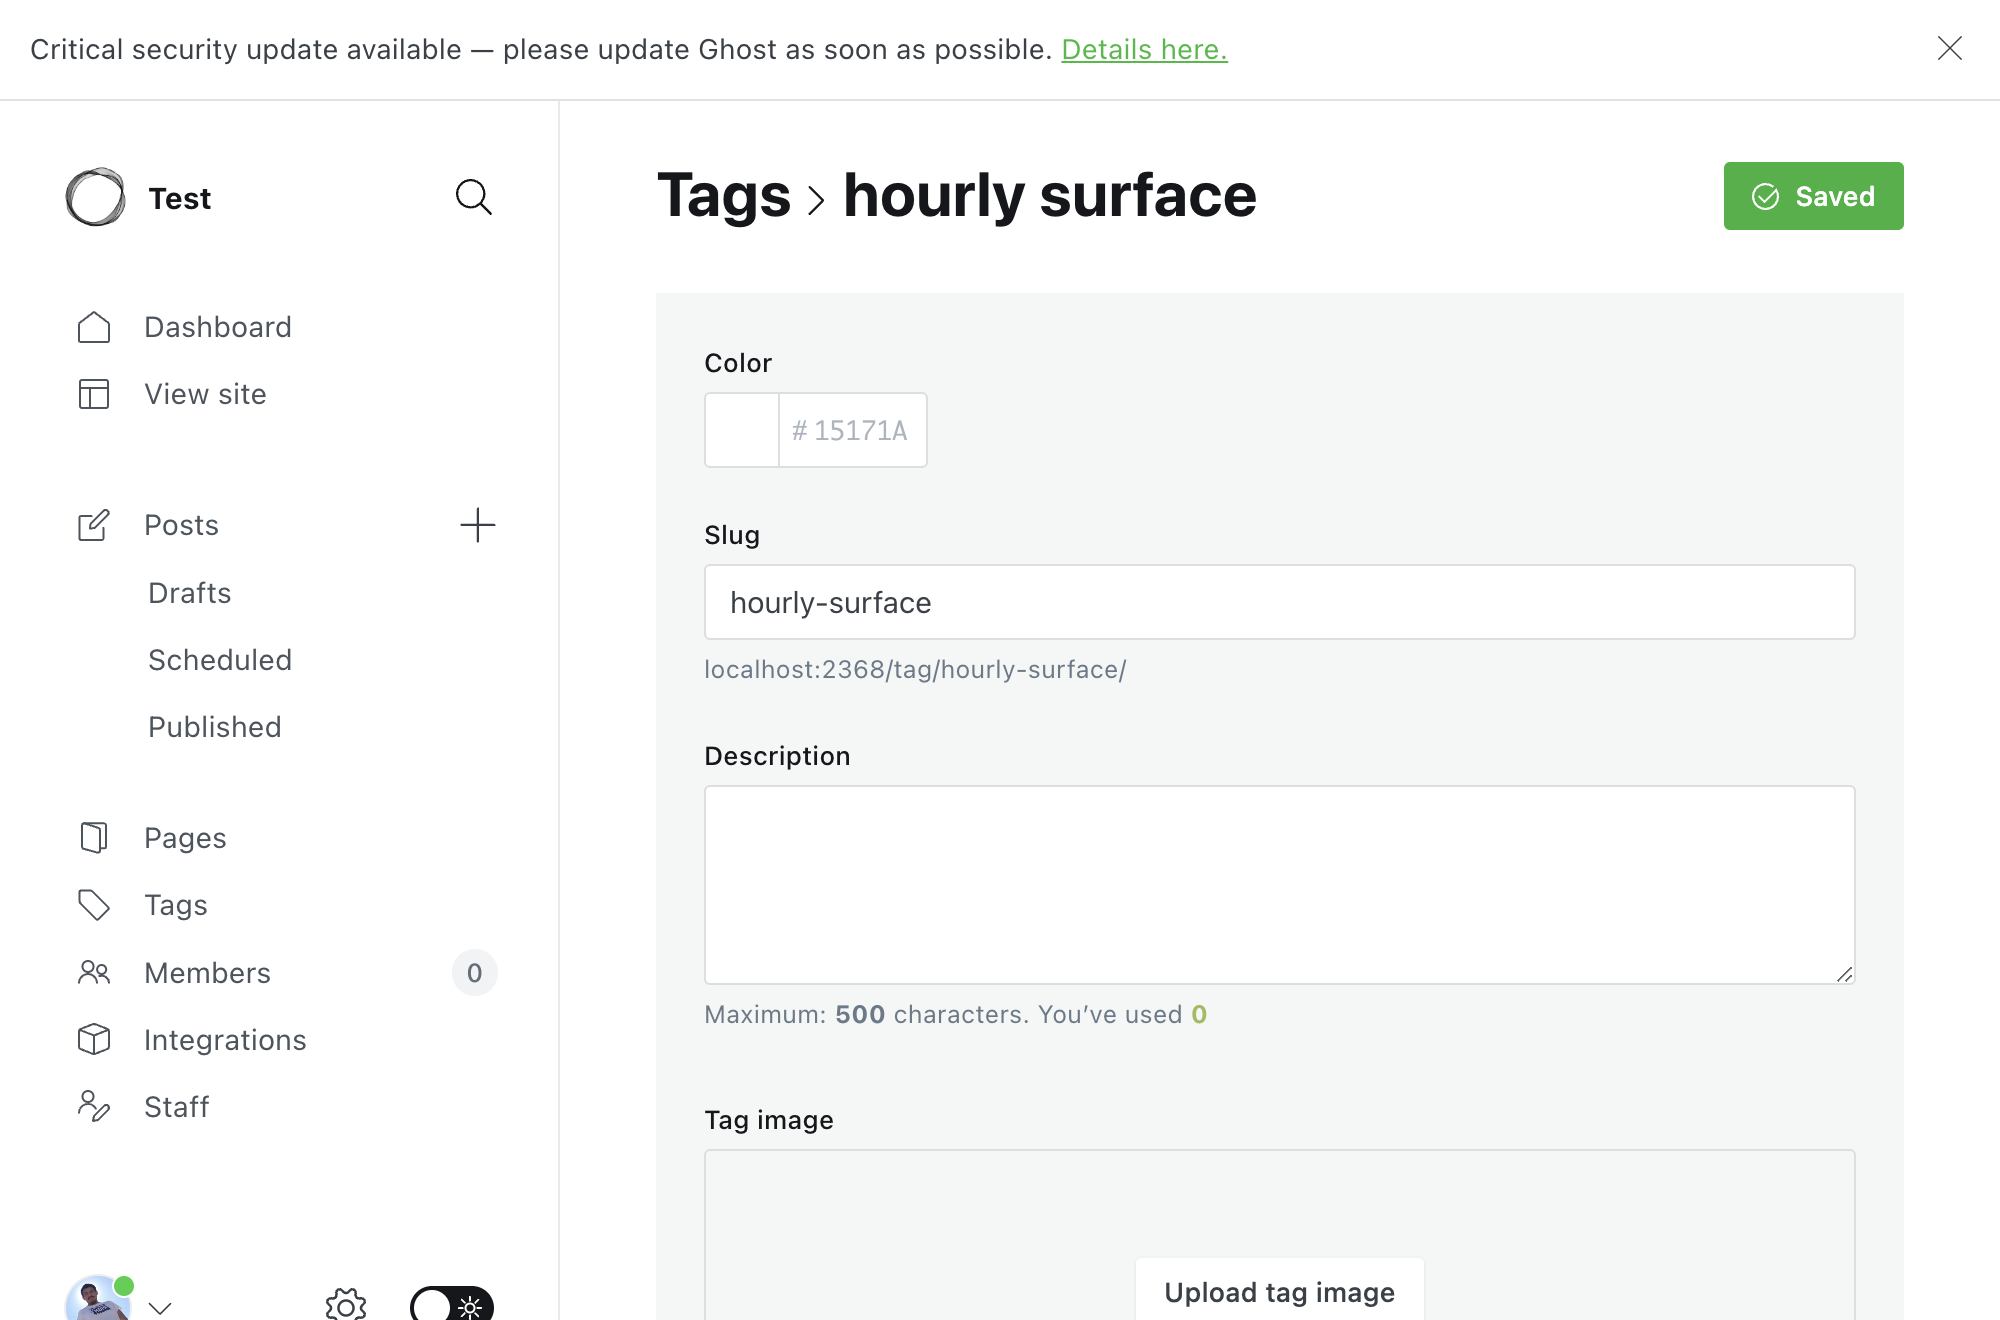 Critical security update available — please update Ghost as soon as possible. Details here.
Test
Dashboard
View site
Posts
Drafts
Scheduled
Published
Pages
Tags
Members 0
Integrations
Staff
Tags › hourly surface
Saved
Color
# 15171A
Slug
hourly-surface
localhost:2368/tag/hourly-surface/
Description
Maximum: 500 characters. You’ve used 0
Tag image
Upload tag image